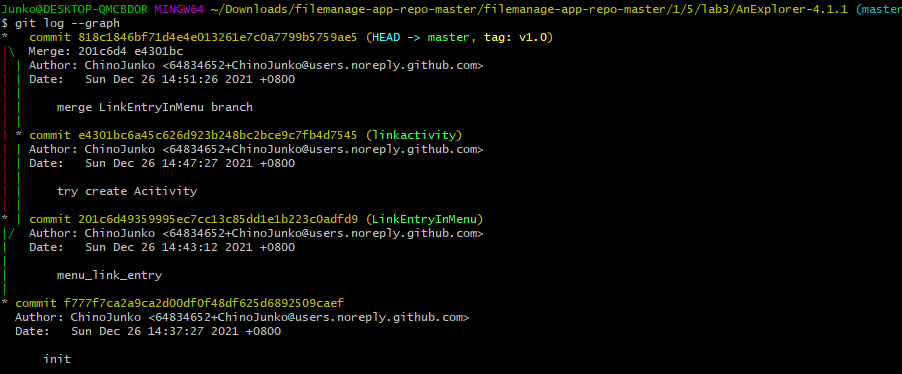 Junko@DESKTOP-QMCBDOR MINGW64 ~/Downloads/filemanage-app-repo-master/filemanage-app-repo-master/1/5/lab3/AnExplorer-4.1.1 (master
$ git log --graph
*   commit 818c1846bf71d4e4e013261e7c0a7799b5759ae5 (HEAD -> master, tag: v1.0)
|\  Merge: 201c6d4 e4301bc
| | Author: ChinoJunko <64834652+ChinoJunko@users.noreply.github.com>
| | Date:   Sun Dec 26 14:51:26 2021 +0800
| |
| |     merge LinkEntryInMenu branch
| |
| * commit e4301bc6a45c626d923b248bc2bce9c7fb4d7545 (linkactivity)
| | Author: ChinoJunko <64834652+ChinoJunko@users.noreply.github.com>
| | Date:   Sun Dec 26 14:47:27 2021 +0800
| |
| |     try create Acitivity
| |
* | commit 201c6d49359995ec7cc13c85dd1e1b223c0adfd9 (LinkEntryInMenu)
|/  Author: ChinoJunko <64834652+ChinoJunko@users.noreply.github.com>
|   Date:   Sun Dec 26 14:43:12 2021 +0800
|
|       menu_link_entry
|
* commit f777f7ca2a9ca2d00df0f48df625d6892509caef
  Author: ChinoJunko <64834652+ChinoJunko@users.noreply.github.com>
  Date:   Sun Dec 26 14:37:27 2021 +0800

      init